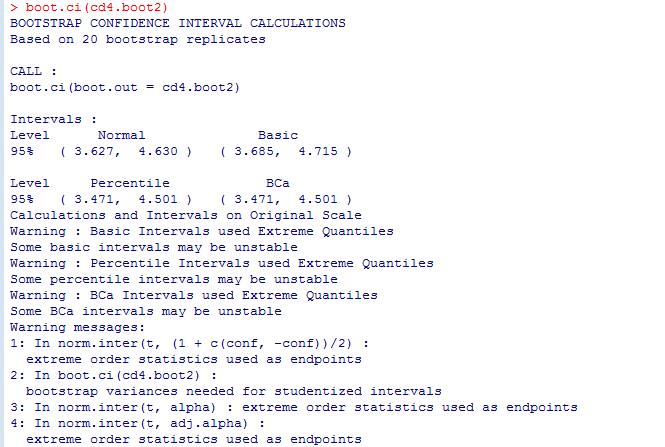 > boot.ci(cd4.boot2)
BOOTSTRAP CONFIDENCE INTERVAL CALCULATIONS
Based on 20 bootstrap replicates
CALL :
boot.ci(boot.out = cd4.boot2)
Intervals :
Level      Normal              Basic
95%   ( 3.627,  4.630 )   ( 3.685,  4.715 )
Level     Percentile            BCa
95%   ( 3.471,  4.501 )   ( 3.471,  4.501 )
Calculations and Intervals on Original Scale
Warning : Basic Intervals used Extreme Quantiles
Some basic intervals may be unstable
Warning : Percentile Intervals used Extreme Quantiles
Some percentile intervals may be unstable
Warning : BCa Intervals used Extreme Quantiles
Some BCa intervals may be unstable
Warning messages:
1: In norm.inter(t, (1 + c(conf, -conf))/2) :
  extreme order statistics used as endpoints
2: In boot.ci(cd4.boot2) :
  bootstrap variances needed for studentized intervals
3: In norm.inter(t, alpha) : extreme order statistics used as endpoints
4: In norm.inter(t, adj.alpha) :
  extreme order statistics used as endpoints